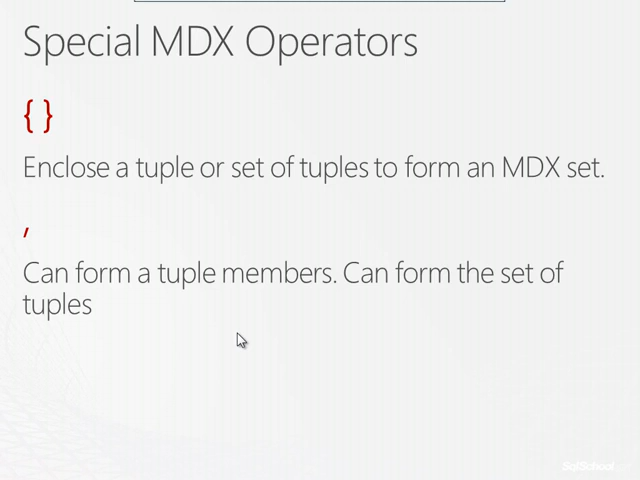 Special MDX Operators
{ }
Enclose a tuple or set of tuples to form an MDX set.
,
Can form a tuple members. Can form the set of
tuples
SqlSchool